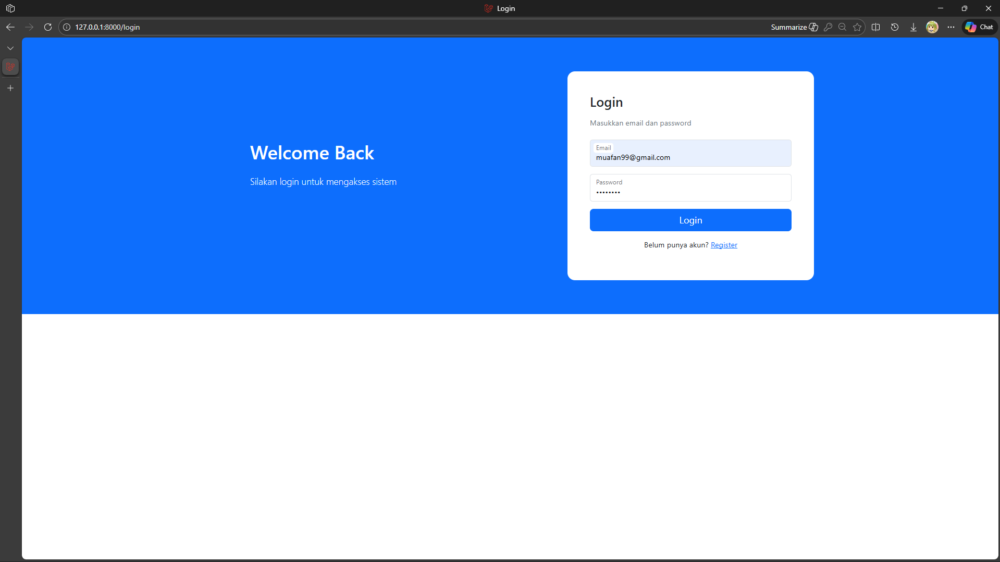 Login
127.0.0.1:8000/login
Summarize
Chat
Welcome Back
Silakan login untuk mengakses sistem
Login
Masukkan email dan password
Email
muafan99@gmail.com
Password
Login
Belum punya akun? Register